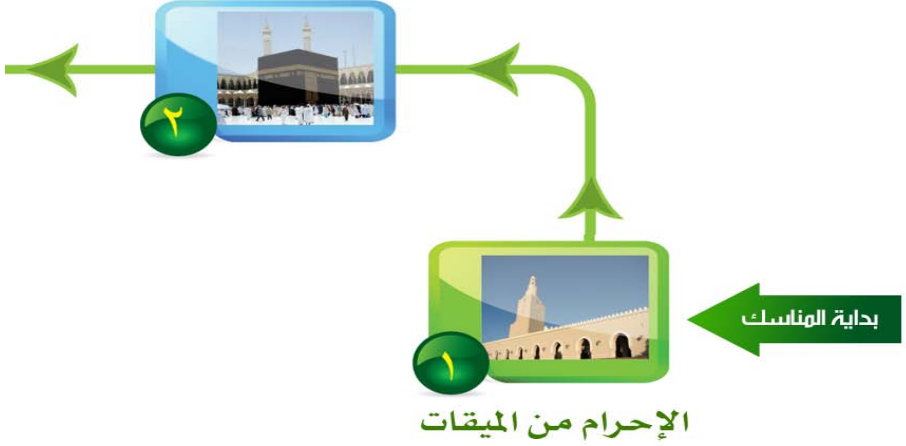 ٢
بداية المناسك
١
الإحرام من الميقات